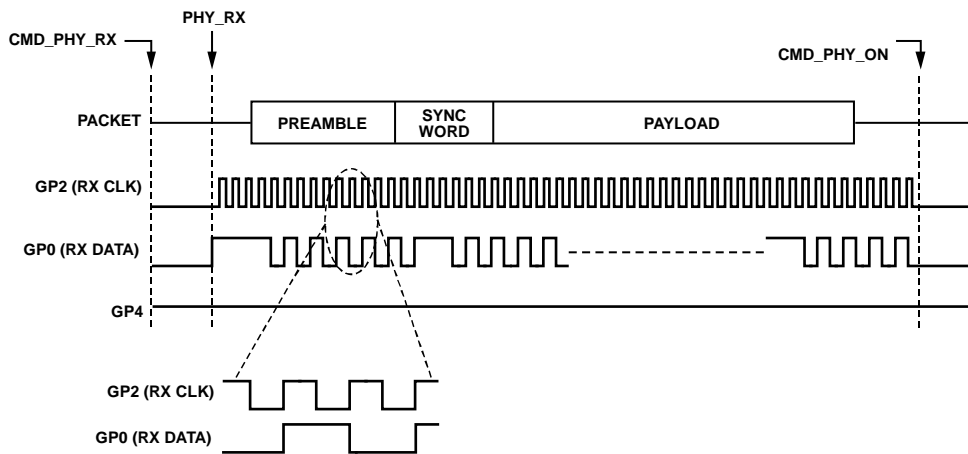 PHY_RX
CMD_PHY_RX
CMD_PHY_ON
PACKET
PREAMBLE
SYNC
WORD
PAYLOAD
GP2 (RX CLK)
GP0 (RX DATA)
GP4
GP2 (RX CLK)
GP0 (RX DATA)